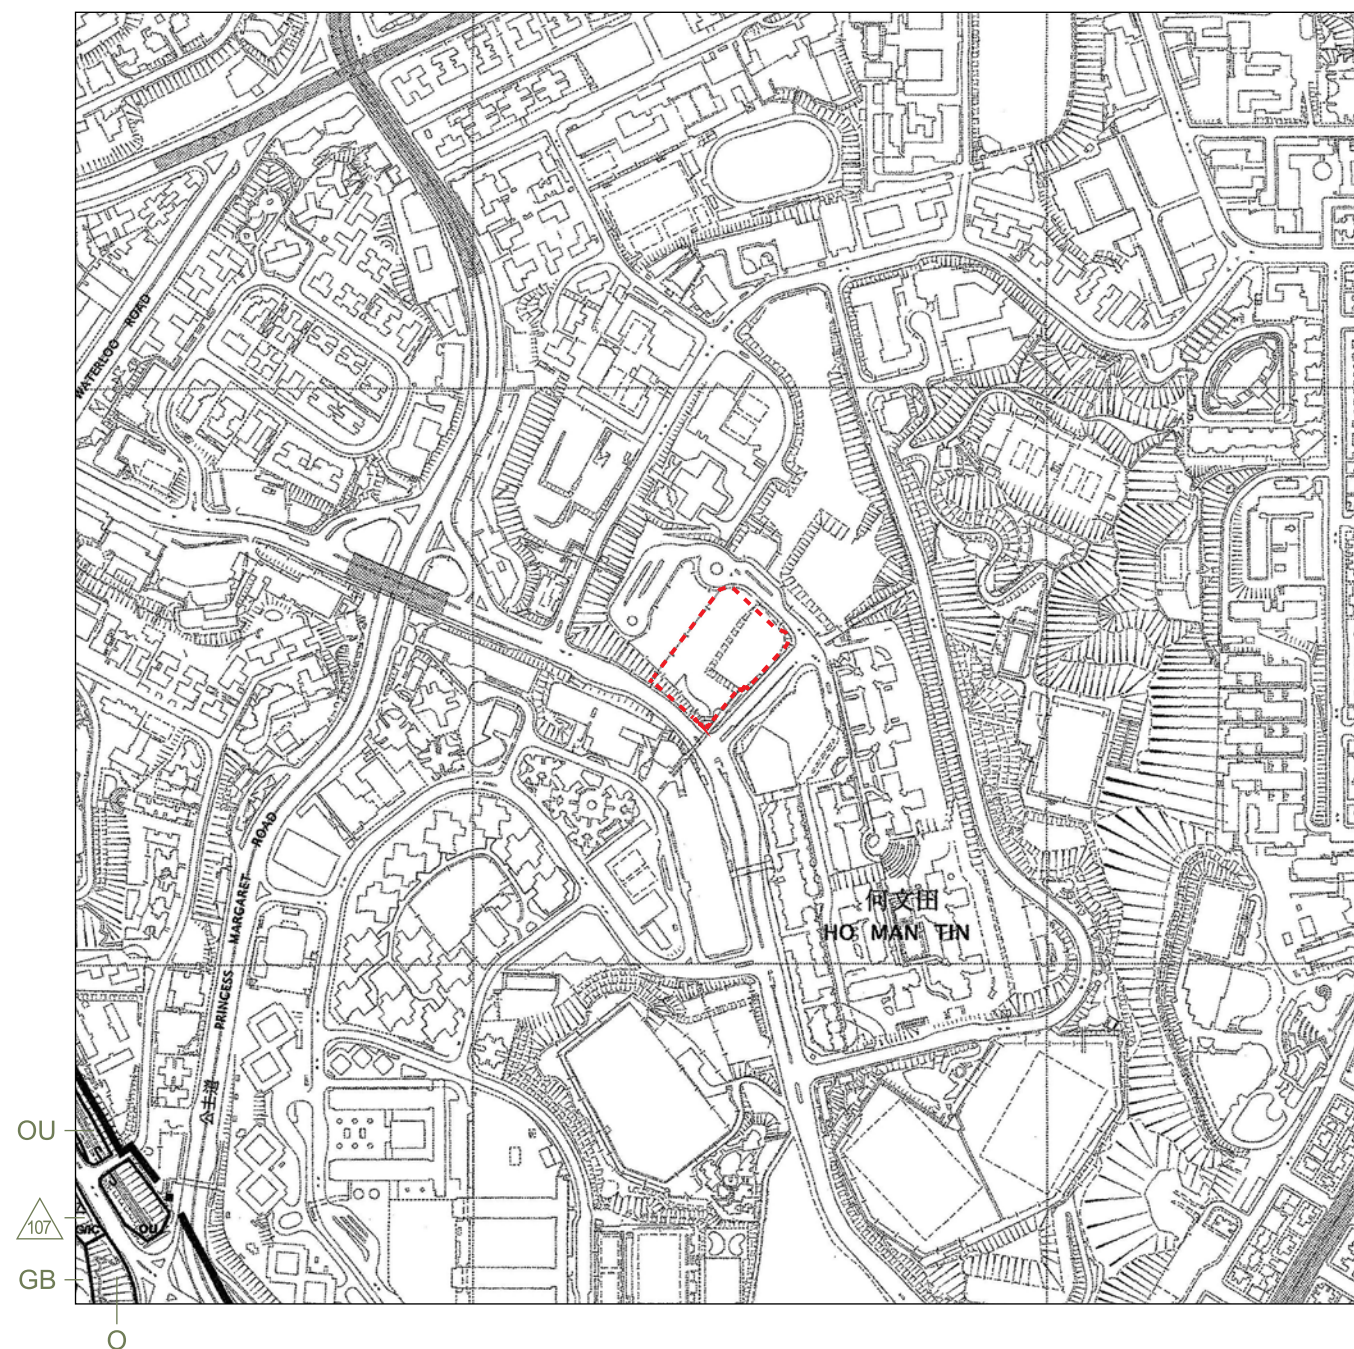 WATERLOO ROAD
何文田
HO MAN TIN
PRINCESS MARGARET ROAD
公主道
OU
107
G/IC
OU
GB
O